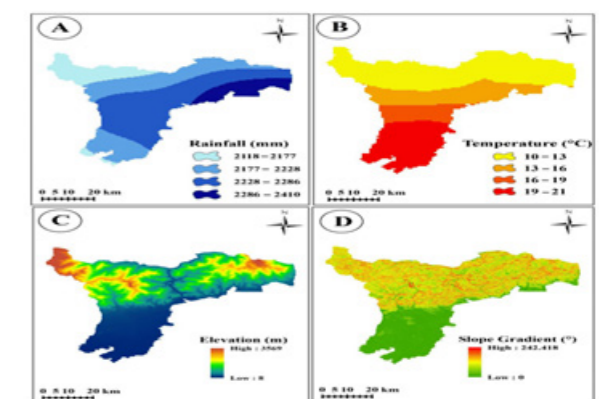 A
N
Rainfall (mm)
2118-2177
2177-2228
2228-2286
2286-2410
0 5 10 20 km
B
N
Temperature (°C)
10-13
13-16
16-19
19-21
0 5 10 20 km
C
N
Elevation (m)
High : 3569
Low : 8
0 5 10 20 km
D
N
Slope Gradient (°)
High : 242.418
Low : 0
0 5 10 20 km